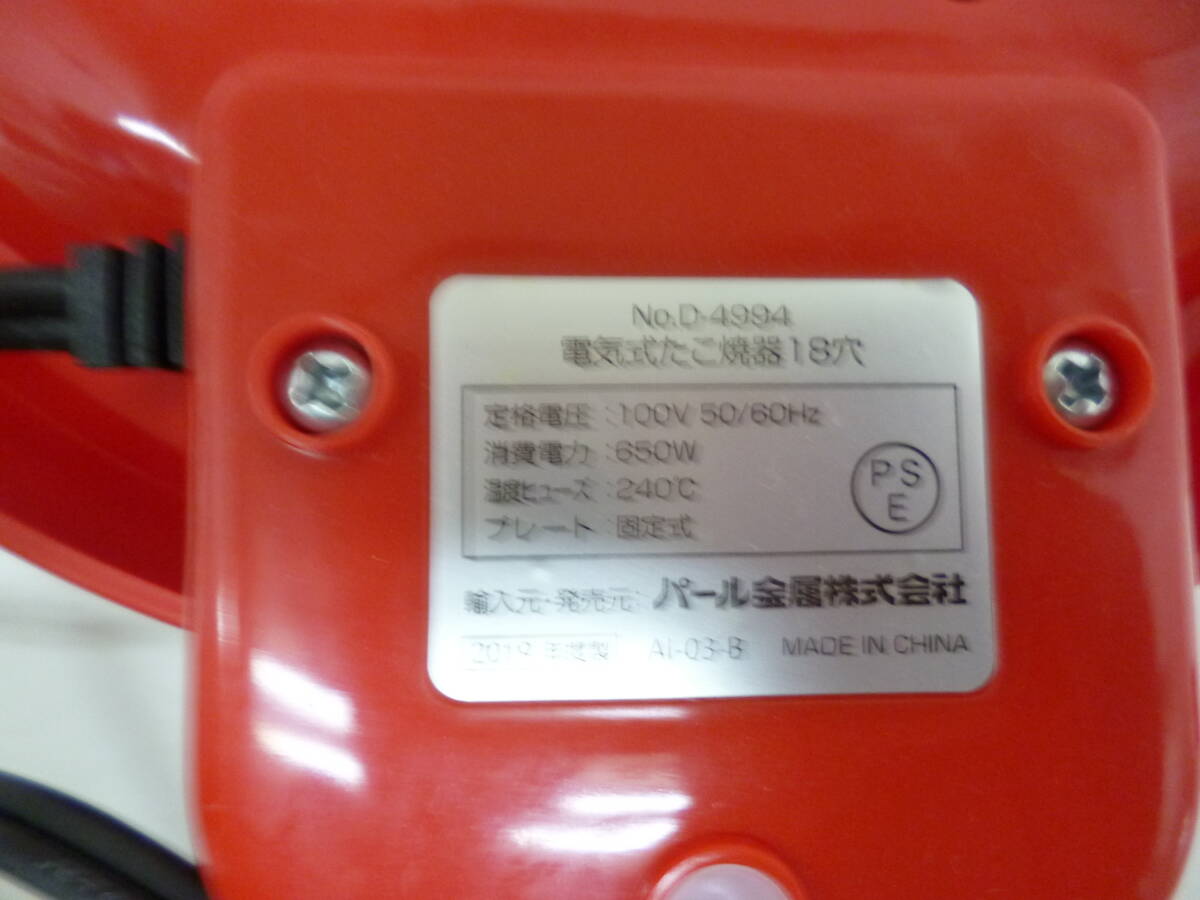 No.D-4994
電気式たこ焼器18穴
定格電圧:100V 50/60Hz
消費電力:650W
温度ヒューズ:240℃
プレート:固定式
PS
E
輸入元・発売元:パール金属株式会社
2019 年度製 AI-03-B MADE IN CHINA